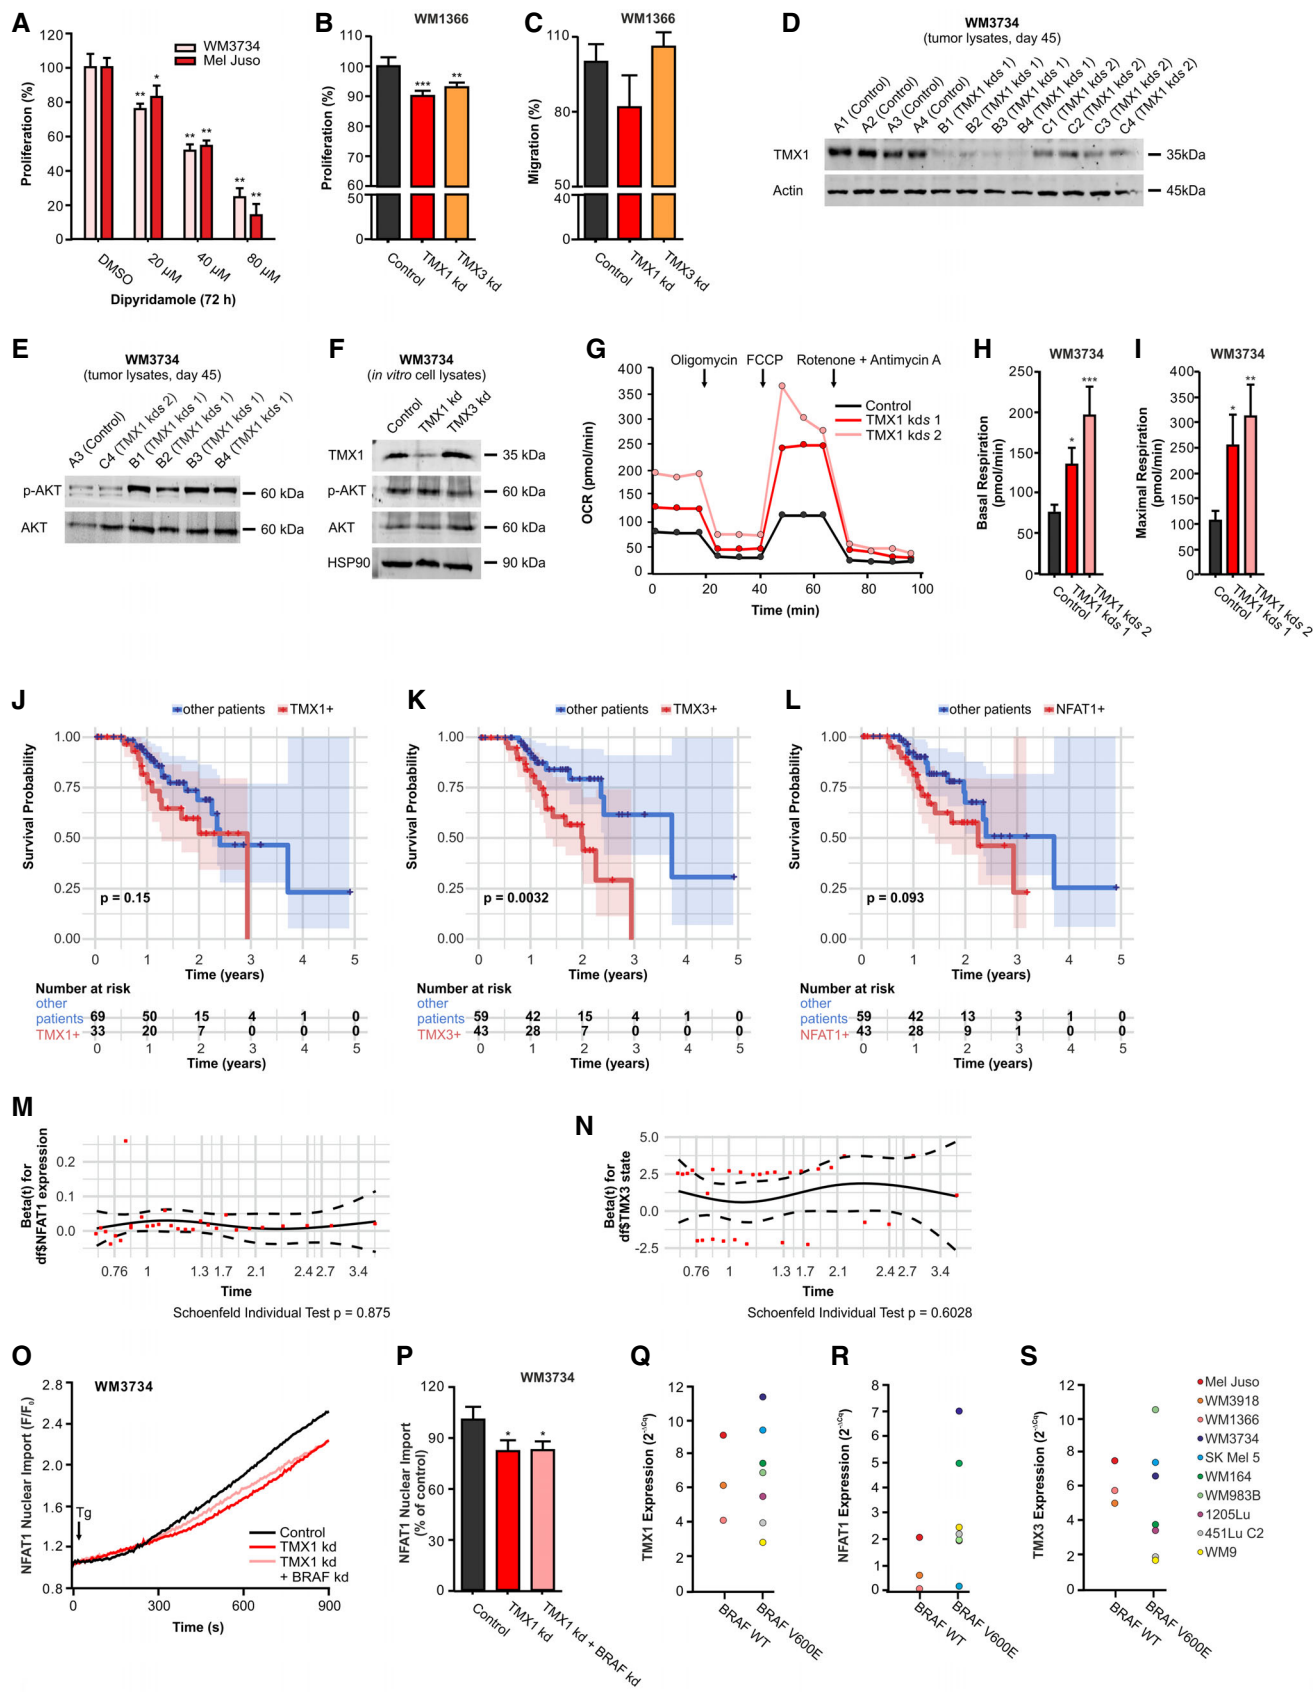 A
120
100
80
60
40
20
0
Proliferation (%)
WM3734
Mel Juso
**
*
**
**
**
**
DMSO
20 µM
40 µM
80 µM
Dipyridamole (72 h)
B
WM1366
110
100
90
80
70
60
50
0
Proliferation (%)
***
**
Control
TMX1 kd
TMX3 kd
C
WM1366
110
80
50
40
0
Migration (%)
Control
TMX1 kd
TMX3 kd
D
WM3734
(tumor lysates, day 45)
A1 (Control)
A2 (Control)
A3 (Control)
A4 (Control)
B1 (TMX1 kds 1)
B2 (TMX1 kds 1)
B3 (TMX1 kds 1)
B4 (TMX1 kds 1)
C1 (TMX1 kds 2)
C2 (TMX1 kds 2)
C3 (TMX1 kds 2)
C4 (TMX1 kds 2)
TMX1
35kDa
Actin
45kDa
E
WM3734
(tumor lysates, day 45)
A3 (Control)
C4 (TMX1 kds 2)
B1 (TMX1 kds 1)
B2 (TMX1 kds 1)
B3 (TMX1 kds 1)
B4 (TMX1 kds 1)
p-AKT
60 kDa
AKT
60 kDa
F
WM3734
(in vitro cell lysates)
Control
TMX1 kd
TMX3 kd
TMX1
35 kDa
p-AKT
60 kDa
AKT
60 kDa
HSP90
90 kDa
G
Oligomycin FCCP Rotenone + Antimycin A
400
350
300
250
200
150
100
50
0
OCR (pmol/min)
Control
TMX1 kds 1
TMX1 kds 2
0 20 40 60 80 100
Time (min)
H
WM3734
250
200
150
100
50
0
Basal Respiration
(pmol/min)
*
***
Control
TMX1 kds 1
TMX1 kds 2
I
WM3734
400
350
300
250
200
150
100
50
0
Maximal Respiration
(pmol/min)
*
**
Control
TMX1 kds 1
TMX1 kds 2
J
other patients TMX1+
1.00
0.75
0.50
0.25
0.00
Survival Probability
p = 0.15
0 1 2 3 4 5
Time (years)
Number at risk
other
patients 69 50 15 4 1 0
TMX1+ 33 20 7 0 0 0
0 1 2 3 4 5
Time (years)
K
other patients TMX3+
1.00
0.75
0.50
0.25
0.00
Survival Probability
p = 0.0032
0 1 2 3 4 5
Time (years)
Number at risk
other
patients 59 42 15 4 1 0
TMX3+ 43 28 7 0 0 0
0 1 2 3 4 5
Time (years)
L
other patients NFAT1+
1.00
0.75
0.50
0.25
0.00
Survival Probability
p = 0.093
0 1 2 3 4 5
Time (years)
Number at risk
other
patients 59 42 13 3 1 0
NFAT1+ 43 28 9 1 0 0
0 1 2 3 4 5
Time (years)
M
0.2
0.1
0.0
Beta(t) for
df$NFAT1 expression
0.76 1 1.3 1.7 2.1 2.4 2.7 3.4
Time
Schoenfeld Individual Test p = 0.875
N
5.0
2.5
0.0
-2.5
Beta(t) for
df$TMX3 state
0.76 1 1.3 1.7 2.1 2.4 2.7 3.4
Time
Schoenfeld Individual Test p = 0.6028
O
WM3734
2.8
2.4
2.0
1.6
1.2
0.8
NFAT1 Nuclear Import (F/F₀)
Tg
Control
TMX1 kd
TMX1 kd
+ BRAF kd
0 300 600 900
Time (s)
P
WM3734
120
90
60
30
0
NFAT1 Nuclear Import
(% of control)
*
*
Control
TMX1 kd
TMX1 kd + BRAF kd
Q
12
10
8
6
4
2
0
TMX1 Expression (2^-ΔCq)
BRAF WT
BRAF V600E
R
8
7
6
5
4
3
2
1
0
NFAT1 Expression (2^-ΔCq)
BRAF WT
BRAF V600E
S
12
10
8
6
4
2
0
TMX3 Expression (2^-ΔCq)
BRAF WT
BRAF V600E
Mel Juso
WM3918
WM1366
WM3734
SK Mel 5
WM164
WM983B
1205Lu
451Lu C2
WM9